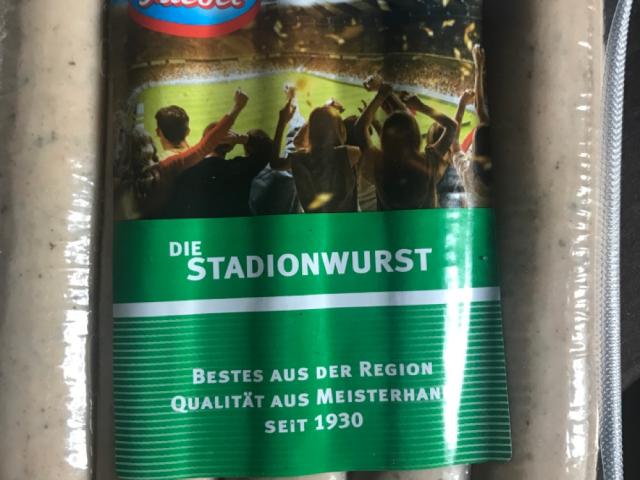 DIE
STADIONWURST
BESTES AUS DER REGION
QUALITÄT AUS MEISTERHAN
SEIT 1930